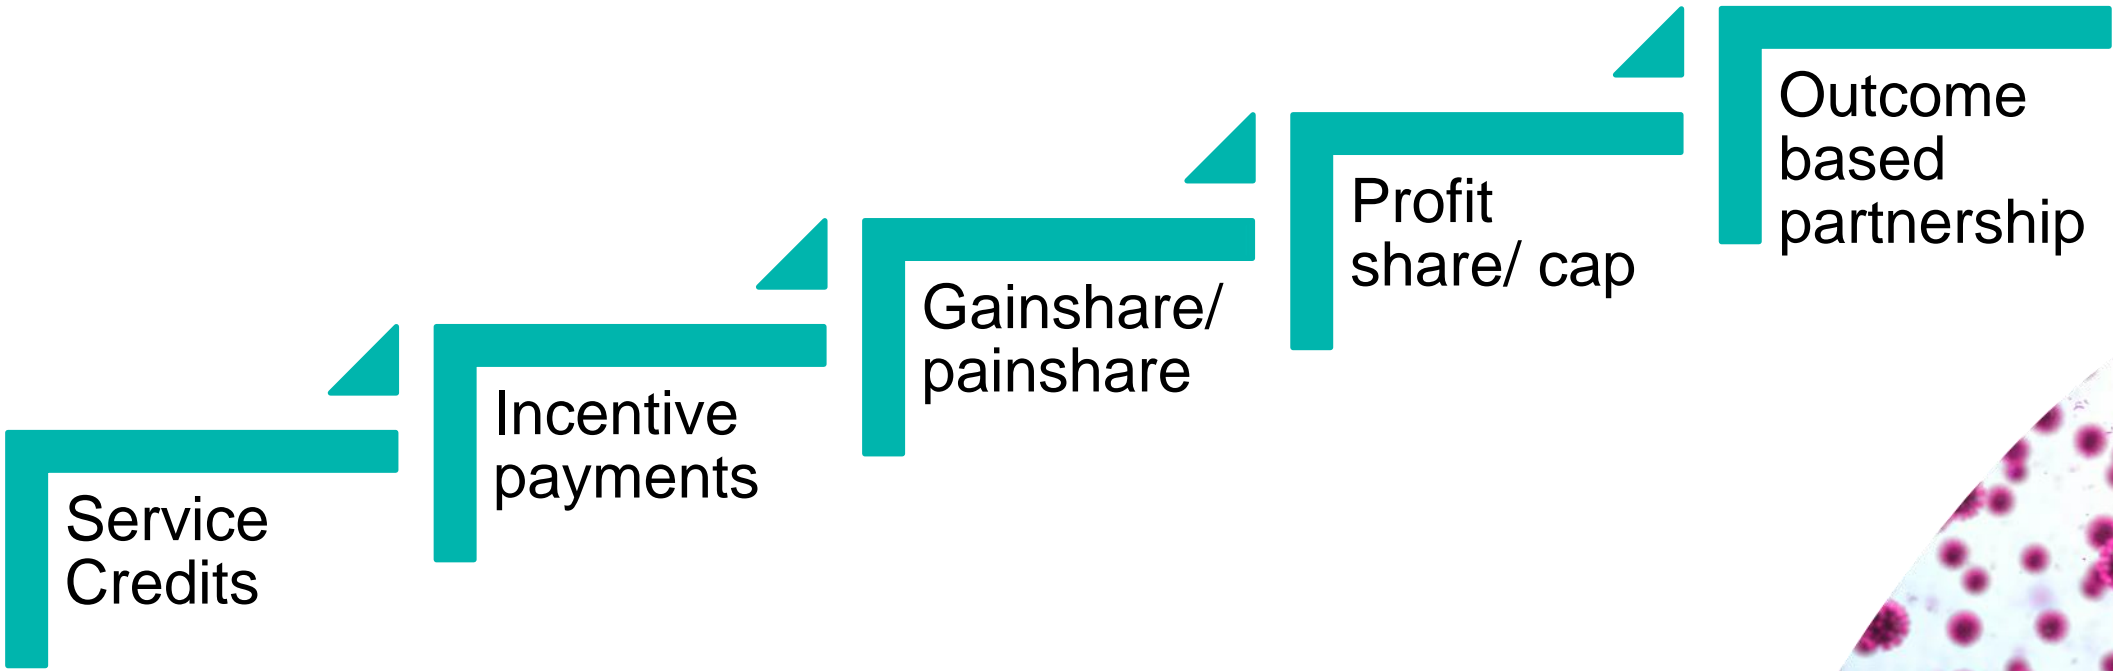 Service
Credits
Incentive
payments
Gainshare/
painshare
Profit
share/ cap
Outcome
based
partnership